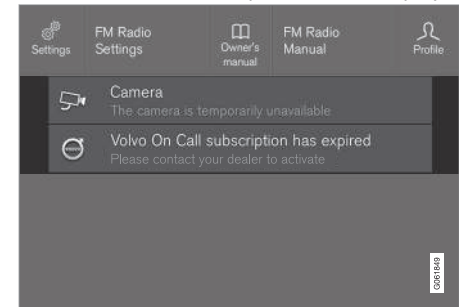 Settings
FM Radio
Settings
Owner's
manual
FM Radio
Manual
Profile
Camera
The camera is temporarily unavailable
Volvo On Call subscription has expired
Please contact your dealer to activate
G061849